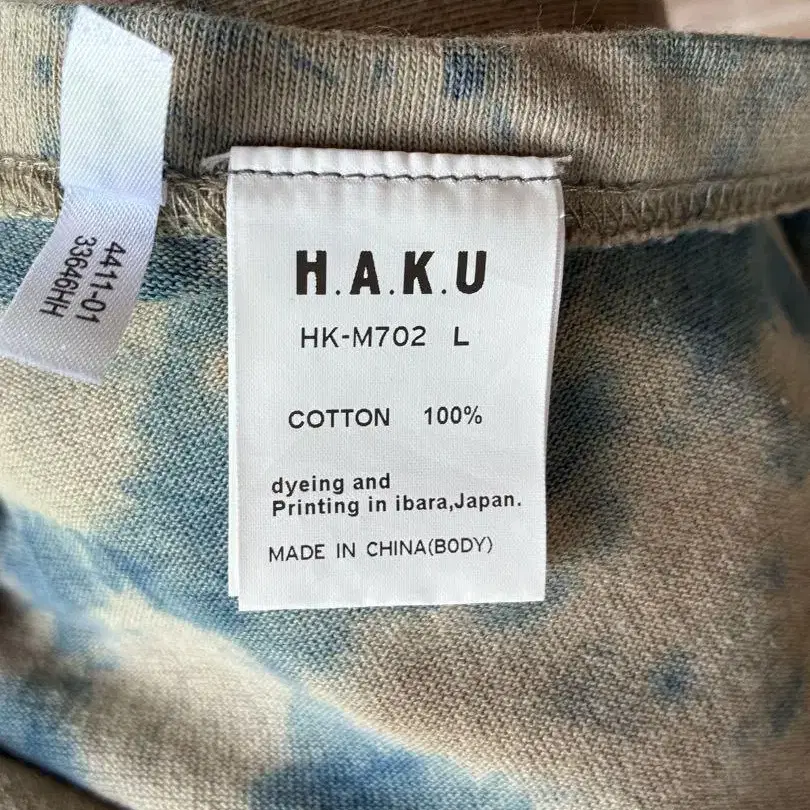 4411-01
33646HH
H.A.K.U
HK-M702 L
COTTON 100%
dyeing and
Printing in ibara,Japan.
MADE IN CHINA(BODY)